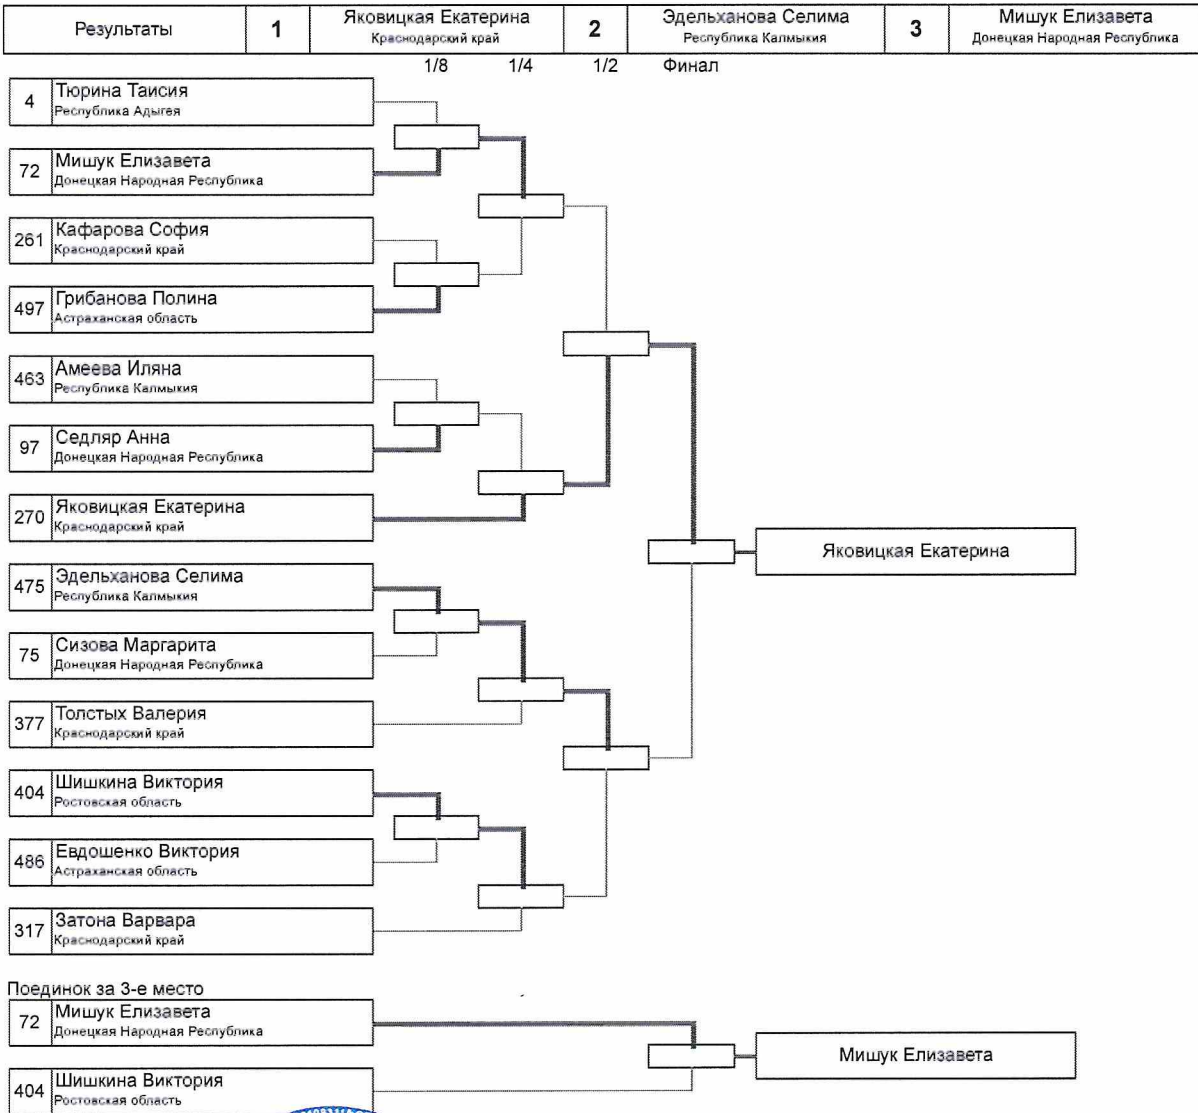 Результаты 1 Яковицкая Екатерина 2 Эдельханова Селима 3 Мишук Елизавета
Краснодарский край Республика Калмыкия Донецкая Народная Республика
1/8 1/4 1/2 Финал
4 Тюрина Таисия
Республика Адыгея
72 Мишук Елизавета
Донецкая Народная Республика
261 Кафарова София
Краснодарский край
497 Грибанова Полина
Астраханская область
463 Амеева Иляна
Республика Калмыкия
97 Седляр Анна
Донецкая Народная Республика
270 Яковицкая Екатерина
Краснодарский край
Яковицкая Екатерина
475 Эдельханова Селима
Республика Калмыкия
75 Сизова Маргарита
Донецкая Народная Республика
377 Толстых Валерия
Краснодарский край
404 Шишкина Виктория
Ростовская область
486 Евдошенко Виктория
Астраханская область
317 Затона Варвара
Краснодарский край
Поединок за 3-е место
72 Мишук Елизавета
Донецкая Народная Республика
Мишук Елизавета
404 Шишкина Виктория
Ростовская область